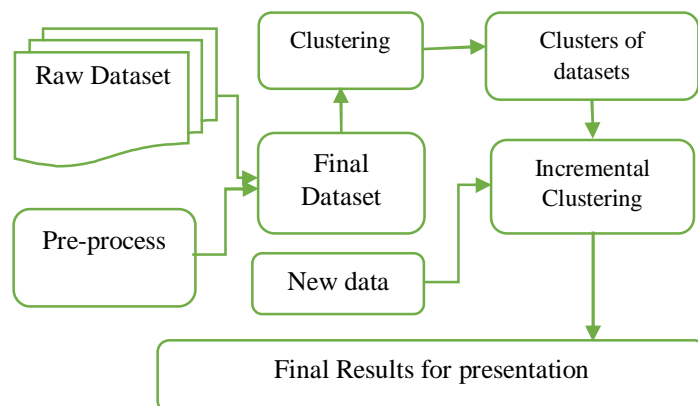 Raw Dataset
Clustering
Clusters of
datasets
Final
Dataset
Incremental
Clustering
Pre-process
New data
Final Results for presentation